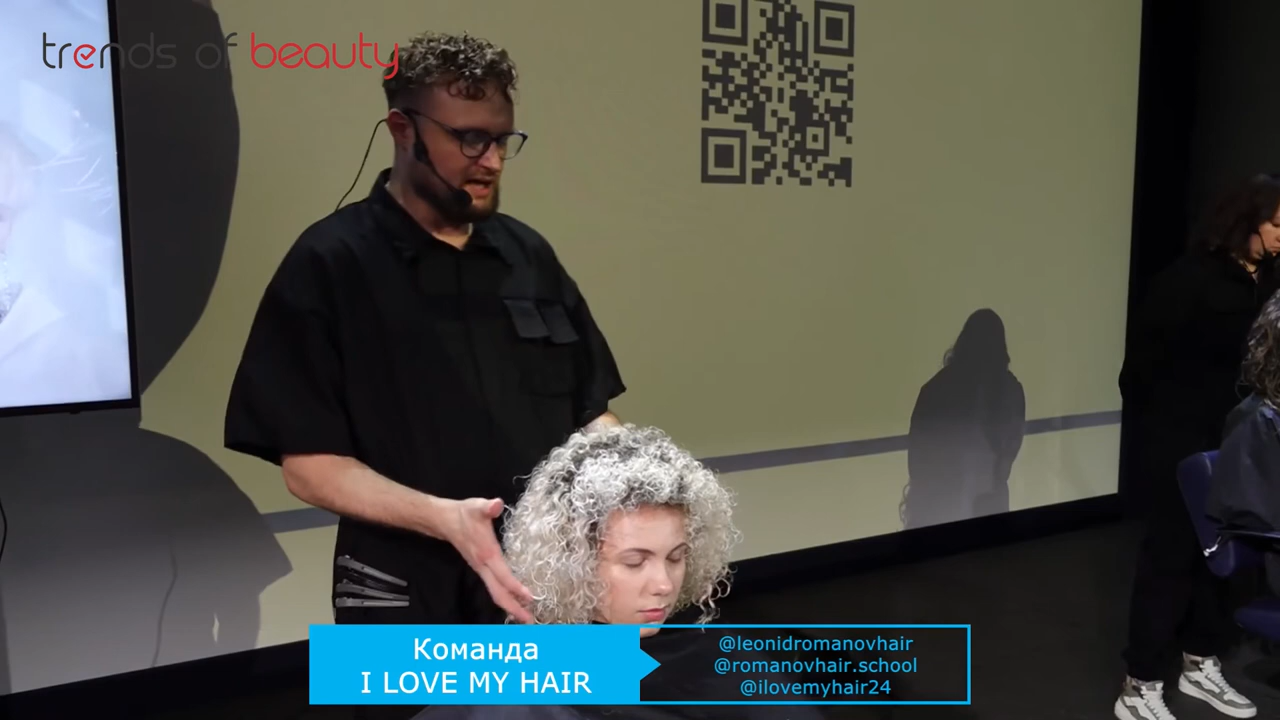 trends of beauty
Команда
I LOVE MY HAIR
@leonidromanovhair
@romanovhair.school
@ilovemyhair24